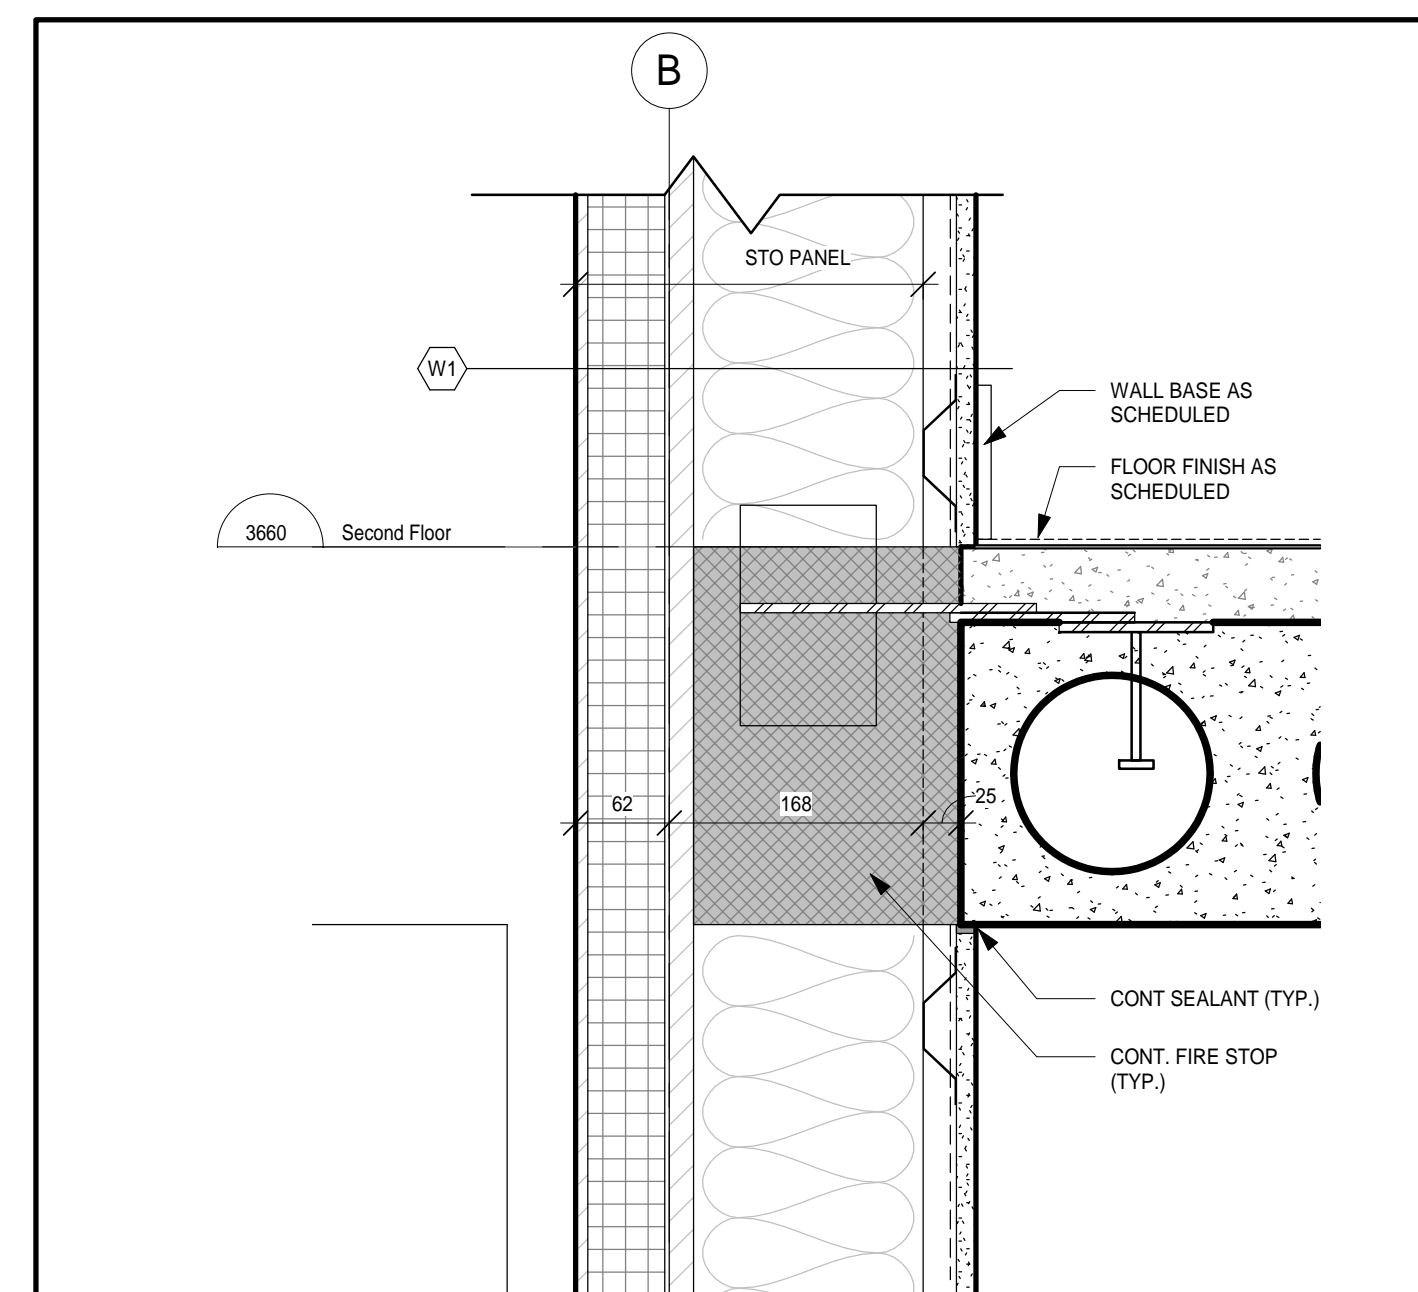 B
STO PANEL
W1
WALL BASE AS
SCHEDULED
FLOOR FINISH AS
SCHEDULED
3660 Second Floor
62 168 25
CONT SEALANT (TYP.)
CONT. FIRE STOP
(TYP.)